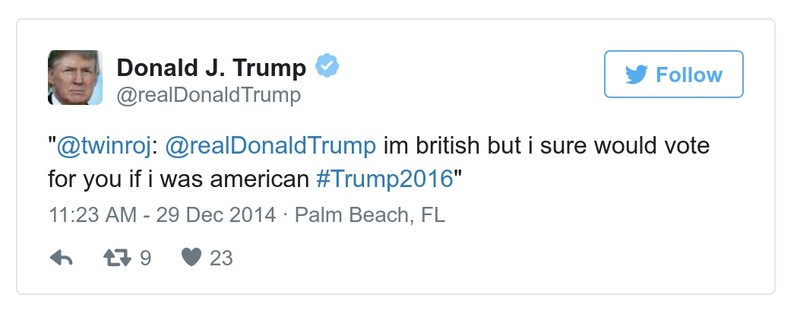 Donald J. Trump
@realDonaldTrump
Follow
"@twinroj: @realDonaldTrump im british but i sure would vote
for you if i was american #Trump2016"
11:23 AM - 29 Dec 2014 · Palm Beach, FL
9 23